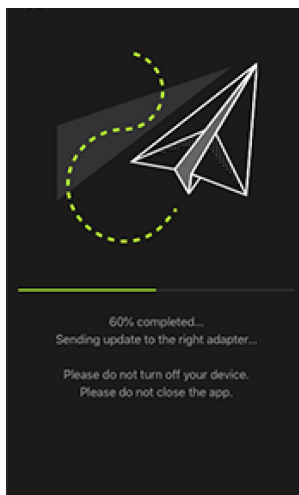 60% completed...
Sending update to the right adapter...
Please do not turn off your device.
Please do not close the app.